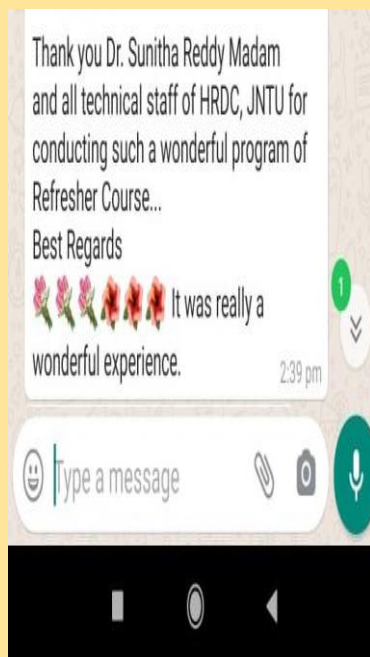 Thank you Dr. Sunitha Reddy Madam
and all technical staff of HRDC, JNTU for
conducting such a wonderful program of
Refresher Course...
Best Regards
💐💐💐🌺🌺🌺 It was really a
wonderful experience.
2:39 pm
1
Type a message